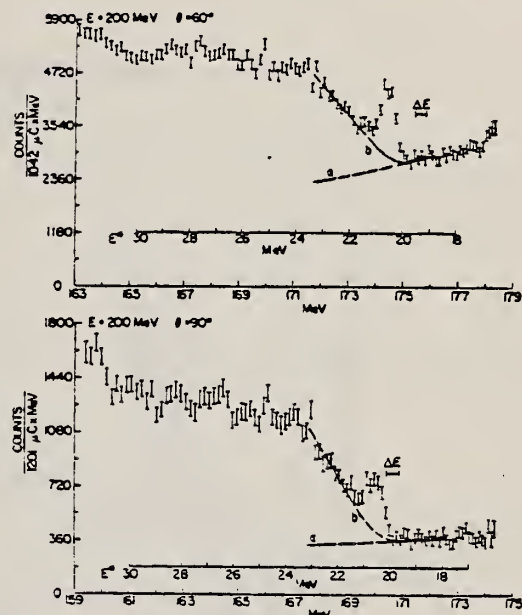 5900
E = 200 MeV θ = 60°
4720
3540
2360
1180
0
COUNTS
1042 μC x MeV
ΔE
a
b
E* 30 28 26 24 22 20 18
MeV
163 165 167 169 171 173 175 177 179
MeV
1800
E = 200 MeV θ = 90°
1440
1080
720
360
0
COUNTS
1201 μC x MeV
ΔE
a
b
E* 30 28 26 24 22 20 18
MeV
159 161 163 165 167 169 171 173 175
MeV